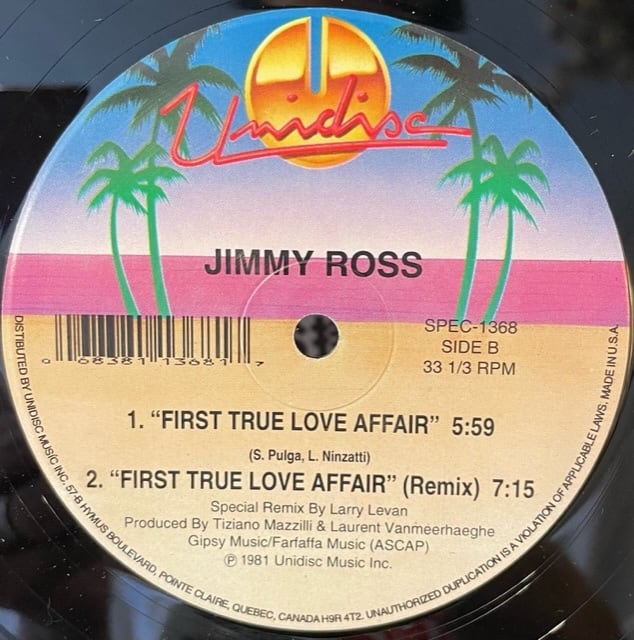 Unidisc
JIMMY ROSS
0 68381 13681 7
SPEC-1368
SIDE B
33 1/3 RPM
1. “FIRST TRUE LOVE AFFAIR” 5:59
(S. Pulga, L. Ninzatti)
2. “FIRST TRUE LOVE AFFAIR” (Remix) 7:15
Special Remix By Larry Levan
Produced By Tiziano Mazzilli & Laurent Vanmeerhaeghe
Gipsy Music/Farfaffa Music (ASCAP)
℗ 1981 Unidisc Music Inc.
DISTIBUTED BY UNIDISC MUSIC INC. 57-B HYMUS BOULEVARD, POINTE CLAIRE, QUEBEC, CANADA H9R 4T2. UNAUTHORIZED DUPLICATION IS A VIOLATION OF APPLICABLE LAWS. MADE IN U.S.A.